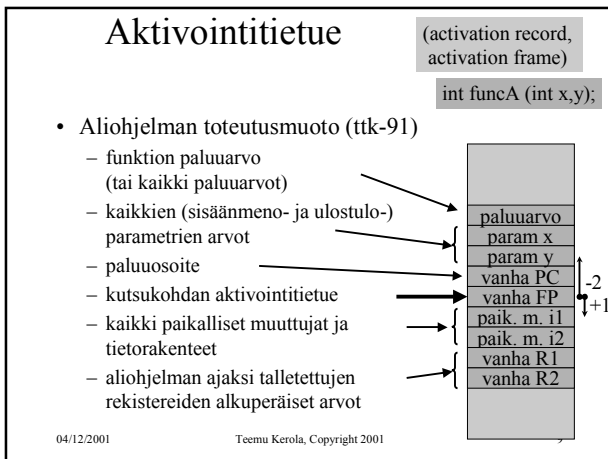 Aktivointitietue
(activation record,
activation frame)
int funcA (int x,y);
• Aliohjelman toteutusmuoto (ttk-91)
– funktion paluuarvo
(tai kaikki paluuarvot)
– kaikkien (sisäänmeno- ja ulostulo-)
parametrien arvot
– paluuosoite
– kutsukohdan aktivointitietue
– kaikki paikalliset muuttujat ja
tietorakenteet
– aliohjelman ajaksi talletettujen
rekistereiden alkuperäiset arvot
paluuarvo
param x
param y
vanha PC
vanha FP
paik. m. i1
paik. m. i2
vanha R1
vanha R2
-2
+1
04/12/2001
Teemu Kerola, Copyright 2001